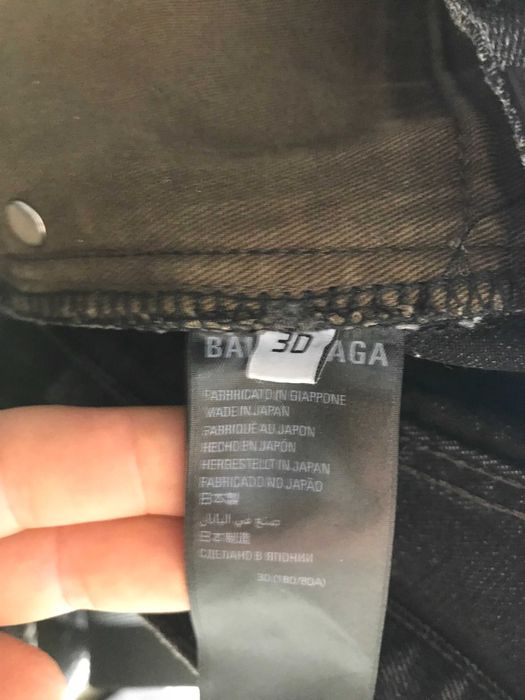 BA AGA
30
FABBRICATO IN GIAPPONE
MADE IN JAPAN
FABRIQUÉ AU JAPON
HECHO EN JAPÓN
HERGESTELLT IN JAPAN
FABRICADO NO JAPÃO
日本製
صنع في اليابان
日本制造
СДЕЛАНО В ЯПОНИИ
30 (180/80A)